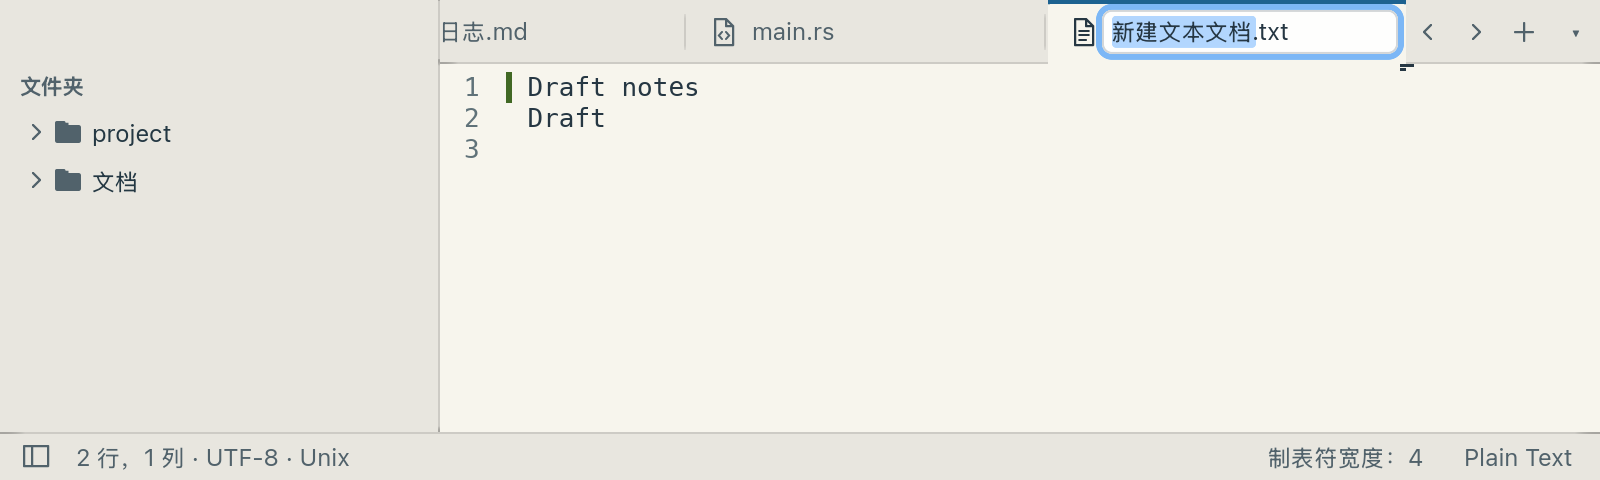 日志.md
main.rs
新建文本文档.txt
文件夹
project
文档
1 Draft notes
2 Draft
3
2 行，1 列 · UTF-8 · Unix
制表符宽度：4
Plain Text